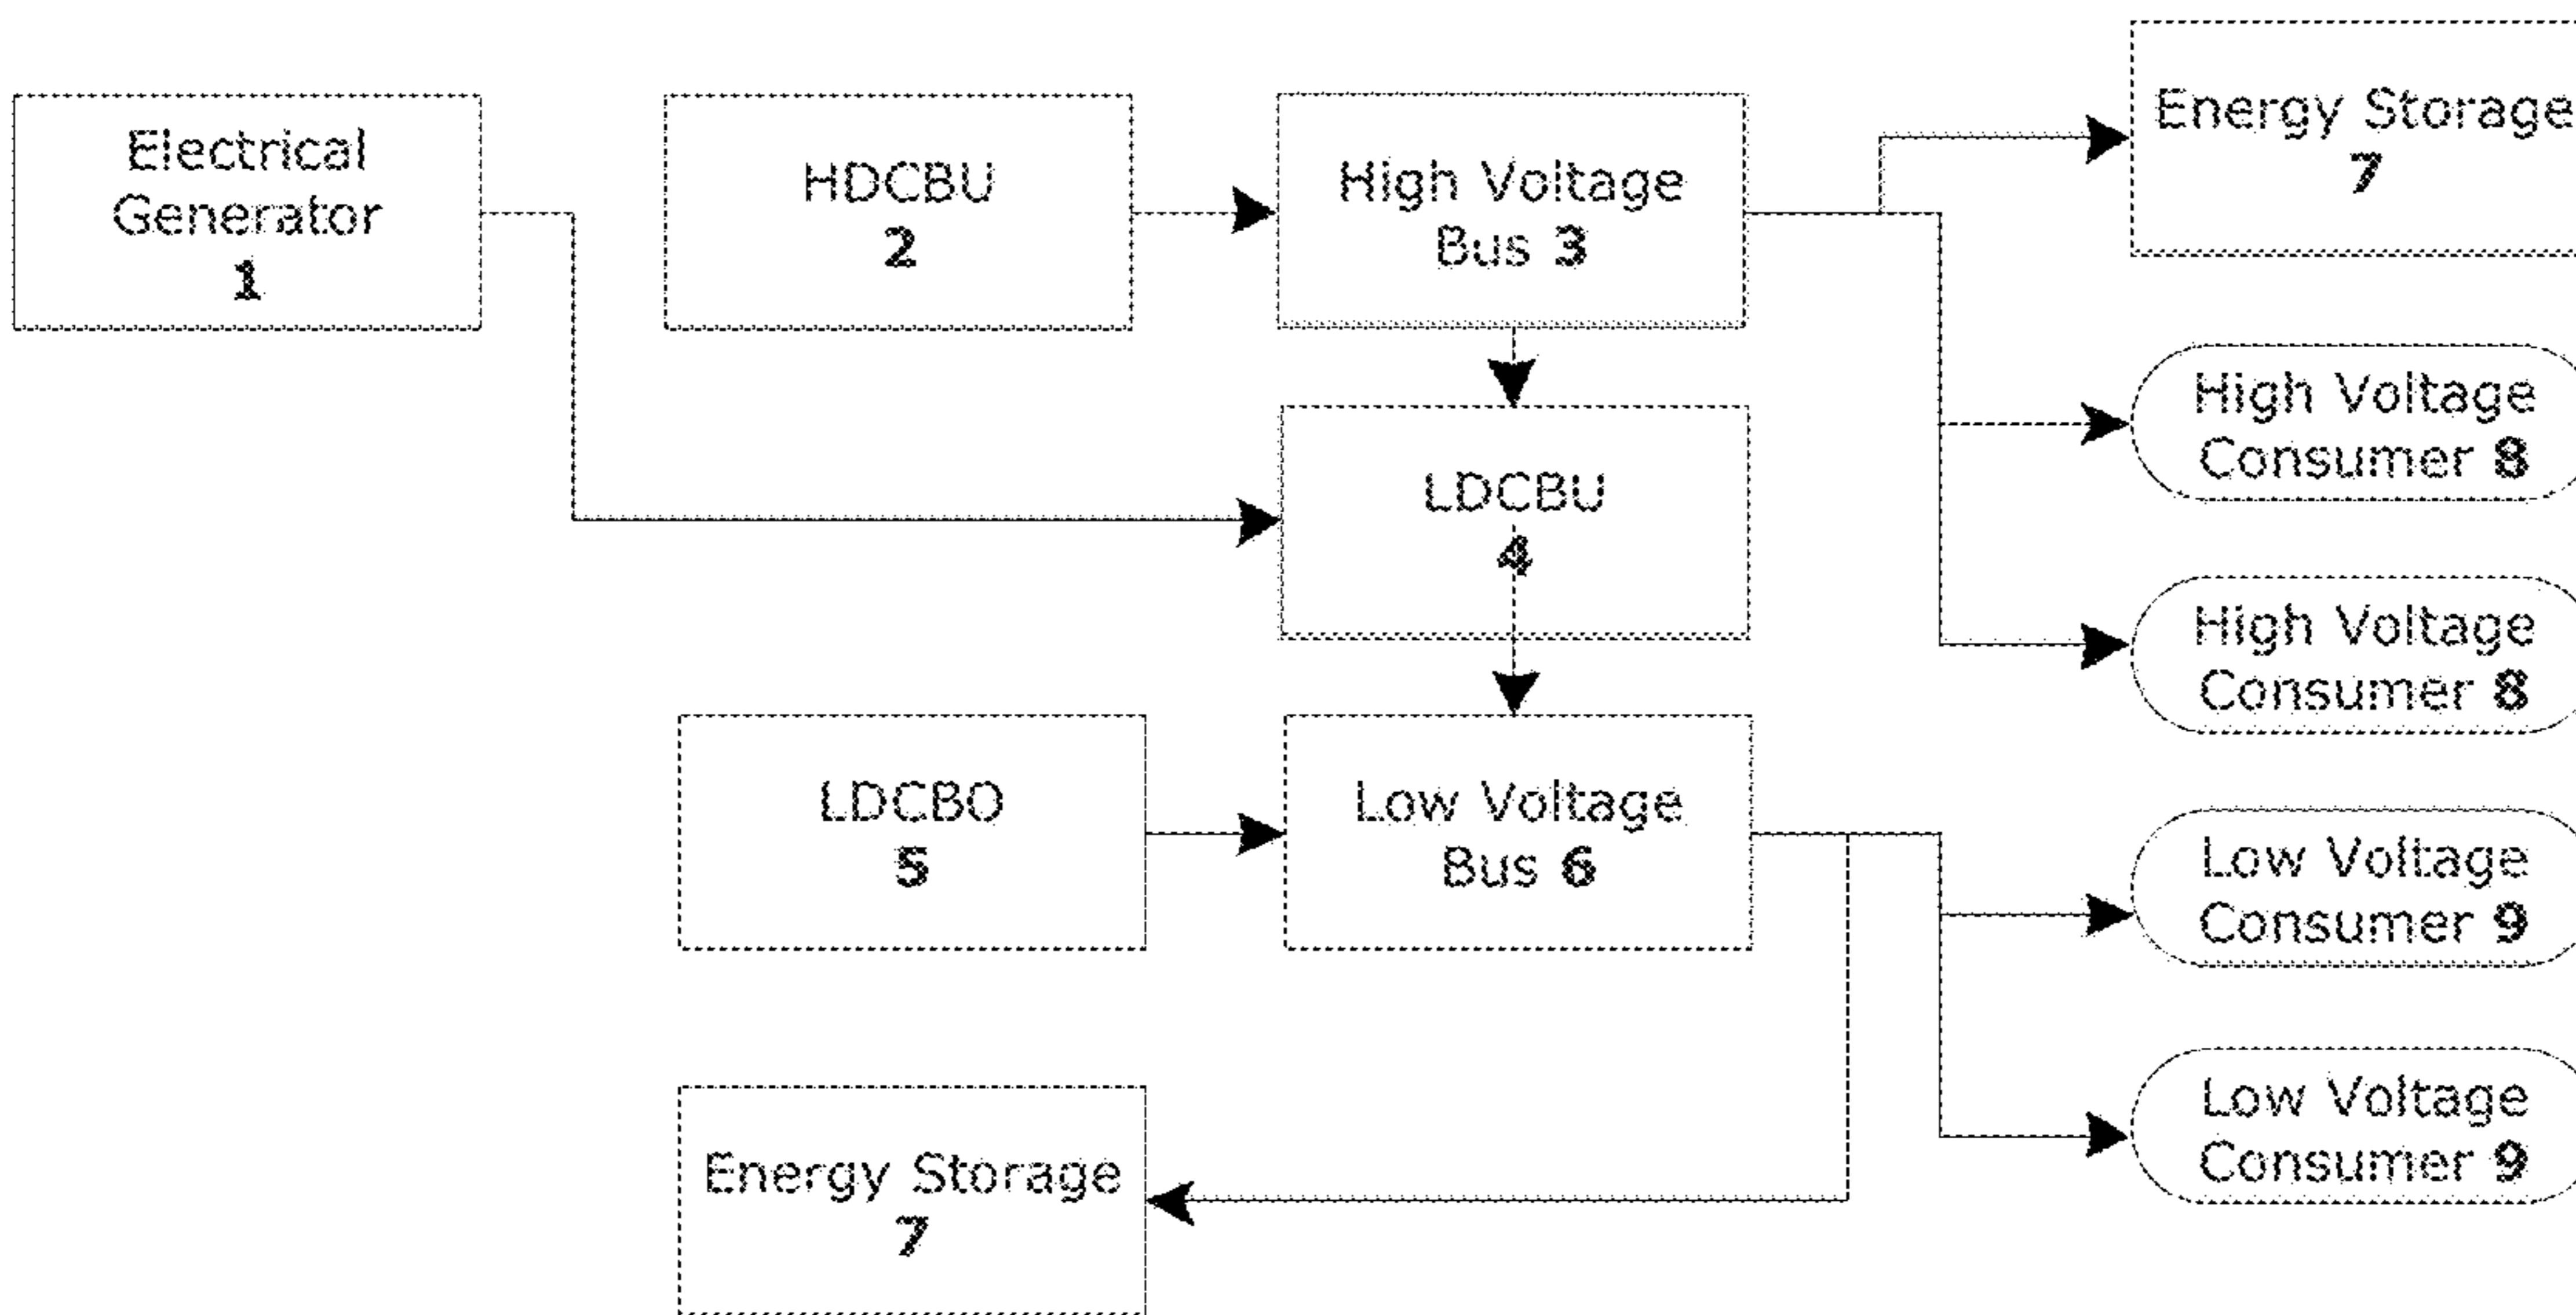 Electrical
Generator
1
HDCBU
2
High Voltage
Bus 3
Energy Storage
7
High Voltage
Consumer 8
LDCBU
4
High Voltage
Consumer 8
LDCBO
5
Low Voltage
Bus 6
Low Voltage
Consumer 9
Energy Storage
7
Low Voltage
Consumer 9